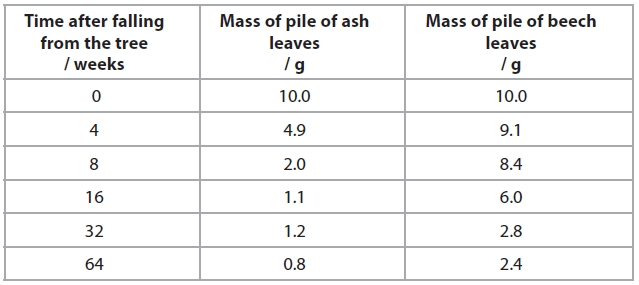 Time after falling from the tree / weeks | Mass of pile of ash leaves / g | Mass of pile of beech leaves / g
0 | 10.0 | 10.0
4 | 4.9 | 9.1
8 | 2.0 | 8.4
16 | 1.1 | 6.0
32 | 1.2 | 2.8
64 | 0.8 | 2.4